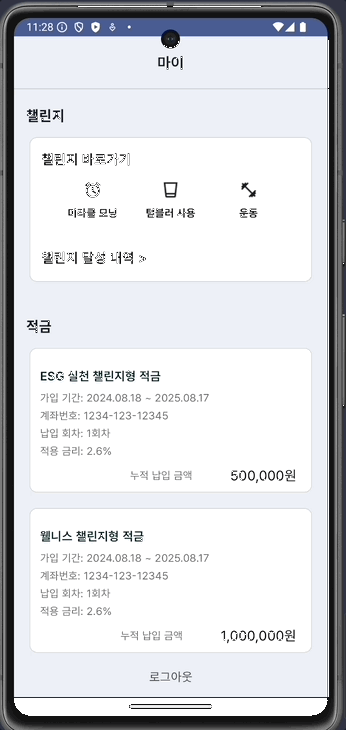 11:28
마이
챌린지
챌린지 바로가기
미라클 모닝 텀블러 사용 운동
챌린지 달성 내역 >
적금
ESG 실천 챌린지형 적금
가입 기간: 2024.08.18 ~ 2025.08.17
계좌번호: 1234-123-12345
납입 회차: 1회차
적용 금리: 2.6%
누적 납입 금액 500,000원
웰니스 챌린지형 적금
가입 기간: 2024.08.18 ~ 2025.08.17
계좌번호: 1234-123-12345
납입 회차: 1회차
적용 금리: 2.6%
누적 납입 금액 1,000,000원
로그아웃